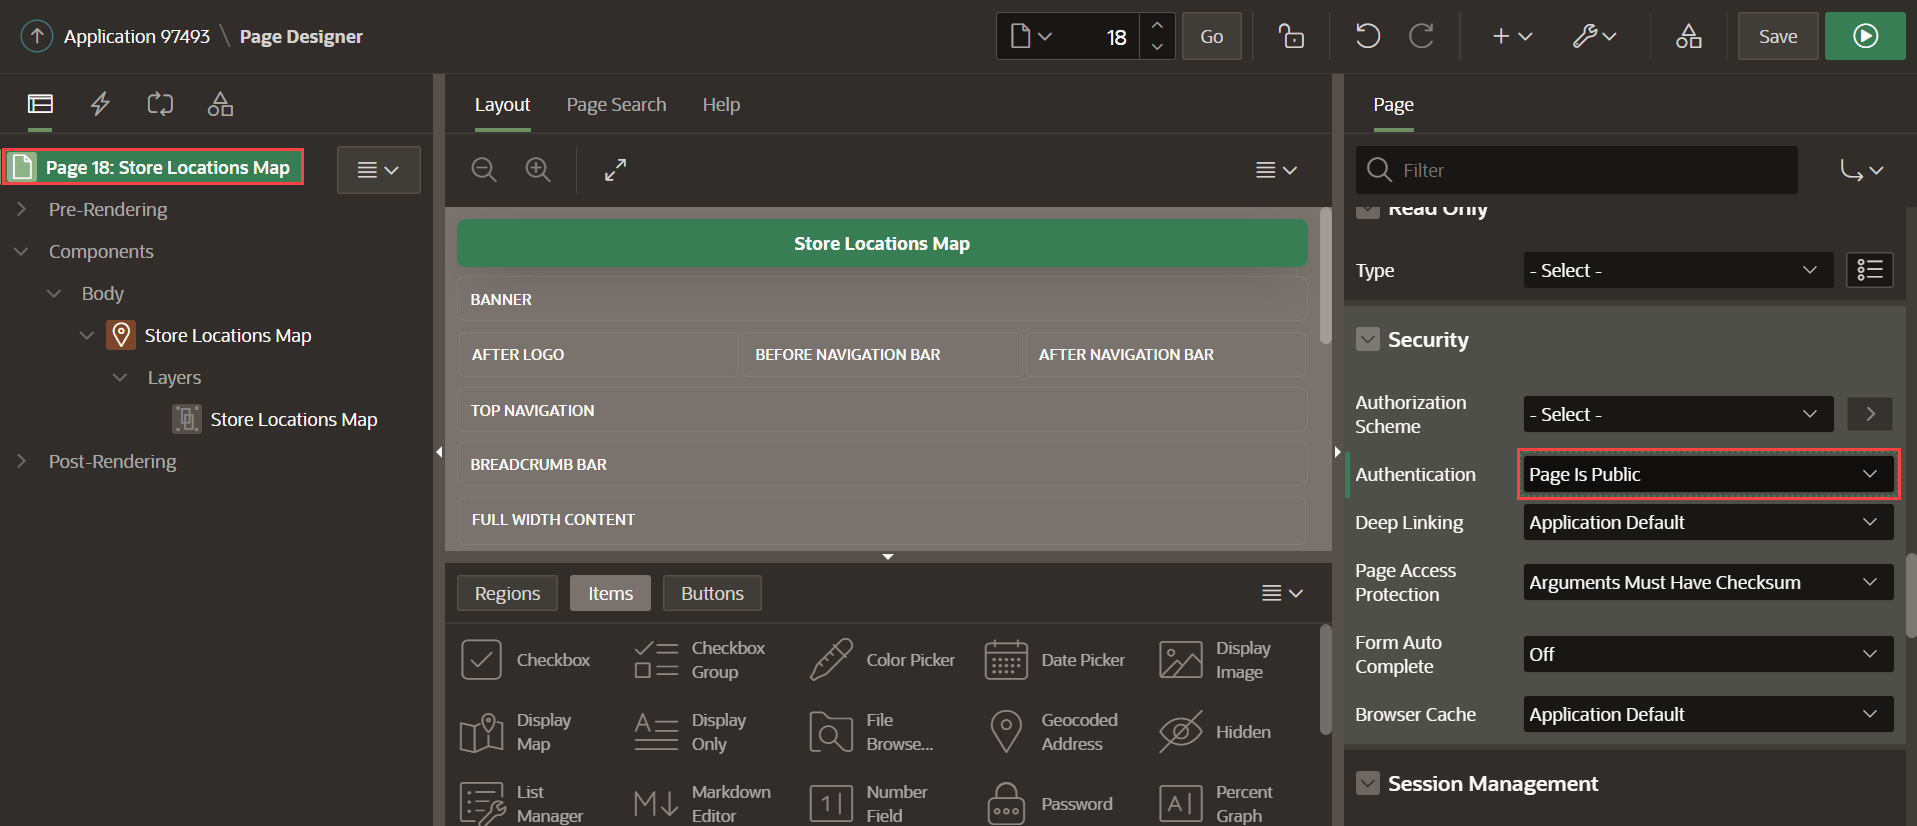 Application 97493 \ Page Designer
18
Go
Save
Layout
Page Search
Help
Page
Page 18: Store Locations Map
Pre-Rendering
Components
Body
Store Locations Map
Layers
Store Locations Map
Post-Rendering
Store Locations Map
BANNER
AFTER LOGO
BEFORE NAVIGATION BAR
AFTER NAVIGATION BAR
TOP NAVIGATION
BREADCRUMB BAR
FULL WIDTH CONTENT
Regions
Items
Buttons
Checkbox
Checkbox
Group
Color Picker
Date Picker
Display
Image
Display
Map
Display
Only
File
Browse...
Geocoded
Address
Hidden
List
Manager
Markdown
Editor
Number
Field
Password
Percent
Graph
Filter
Read Only
Type
- Select -
Security
Authorization
Scheme
- Select -
Authentication
Page Is Public
Deep Linking
Application Default
Page Access
Protection
Arguments Must Have Checksum
Form Auto
Complete
Off
Browser Cache
Application Default
Session Management